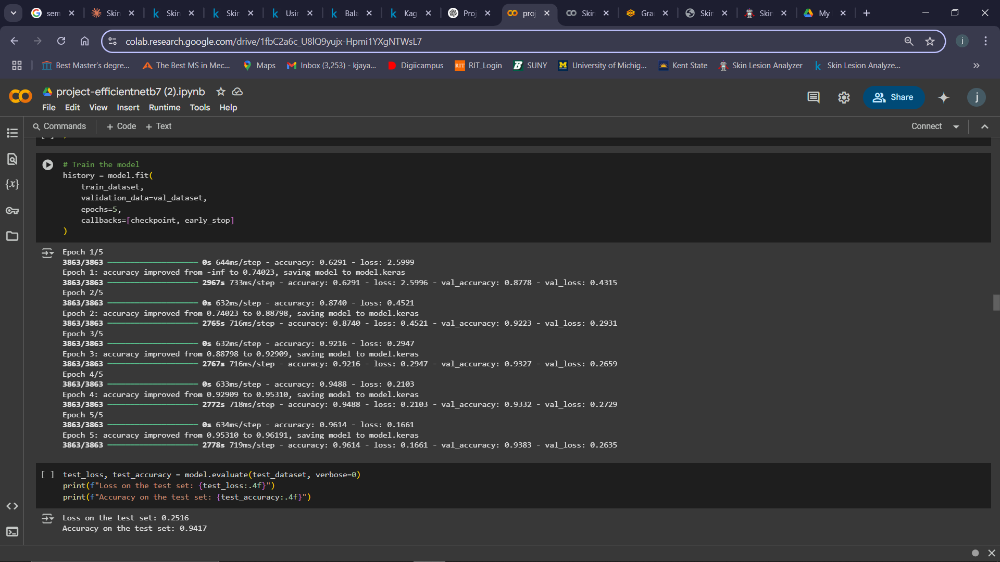 sem
Skin
Skin
Skin
Usin
Bala
Kag
Proj
proj
Skin
Gra
Skin
Skin
My
colab.research.google.com/drive/1fbC2a6c_U8lQ9yujx-Hpmi1YXgNTWsL7
j
Best Master's degre...
The Best MS in Mec...
Maps
Inbox (3,253) - kjaya...
Digiicampus
RIT
RIT_Login
SUNY
University of Michig...
Kent State
Skin Lesion Analyzer
Skin Lesion Analyze...
project-efficientnetb7 (2).ipynb
Share
j
File Edit View Insert Runtime Tools Help
Commands + Code + Text
Connect
# Train the model
history = model.fit(
train_dataset,
validation_data=val_dataset,
epochs=5,
callbacks=[checkpoint, early_stop]
)
Epoch 1/5
3863/3863 0s 644ms/step - accuracy: 0.6291 - loss: 2.5999
Epoch 1: accuracy improved from -inf to 0.74023, saving model to model.keras
3863/3863 2967s 733ms/step - accuracy: 0.6291 - loss: 2.5996 - val_accuracy: 0.8778 - val_loss: 0.4315
Epoch 2/5
3863/3863 0s 632ms/step - accuracy: 0.8740 - loss: 0.4521
Epoch 2: accuracy improved from 0.74023 to 0.88798, saving model to model.keras
3863/3863 2765s 716ms/step - accuracy: 0.8740 - loss: 0.4521 - val_accuracy: 0.9223 - val_loss: 0.2931
Epoch 3/5
3863/3863 0s 632ms/step - accuracy: 0.9216 - loss: 0.2947
Epoch 3: accuracy improved from 0.88798 to 0.92909, saving model to model.keras
3863/3863 2767s 716ms/step - accuracy: 0.9216 - loss: 0.2947 - val_accuracy: 0.9327 - val_loss: 0.2659
Epoch 4/5
3863/3863 0s 633ms/step - accuracy: 0.9488 - loss: 0.2103
Epoch 4: accuracy improved from 0.92909 to 0.95310, saving model to model.keras
3863/3863 2772s 718ms/step - accuracy: 0.9488 - loss: 0.2103 - val_accuracy: 0.9332 - val_loss: 0.2729
Epoch 5/5
3863/3863 0s 634ms/step - accuracy: 0.9614 - loss: 0.1661
Epoch 5: accuracy improved from 0.95310 to 0.96191, saving model to model.keras
3863/3863 2778s 719ms/step - accuracy: 0.9614 - loss: 0.1661 - val_accuracy: 0.9383 - val_loss: 0.2635
[ ] test_loss, test_accuracy = model.evaluate(test_dataset, verbose=0)
print(f"Loss on the test set: {test_loss:.4f}")
print(f"Accuracy on the test set: {test_accuracy:.4f}")
Loss on the test set: 0.2516
Accuracy on the test set: 0.9417